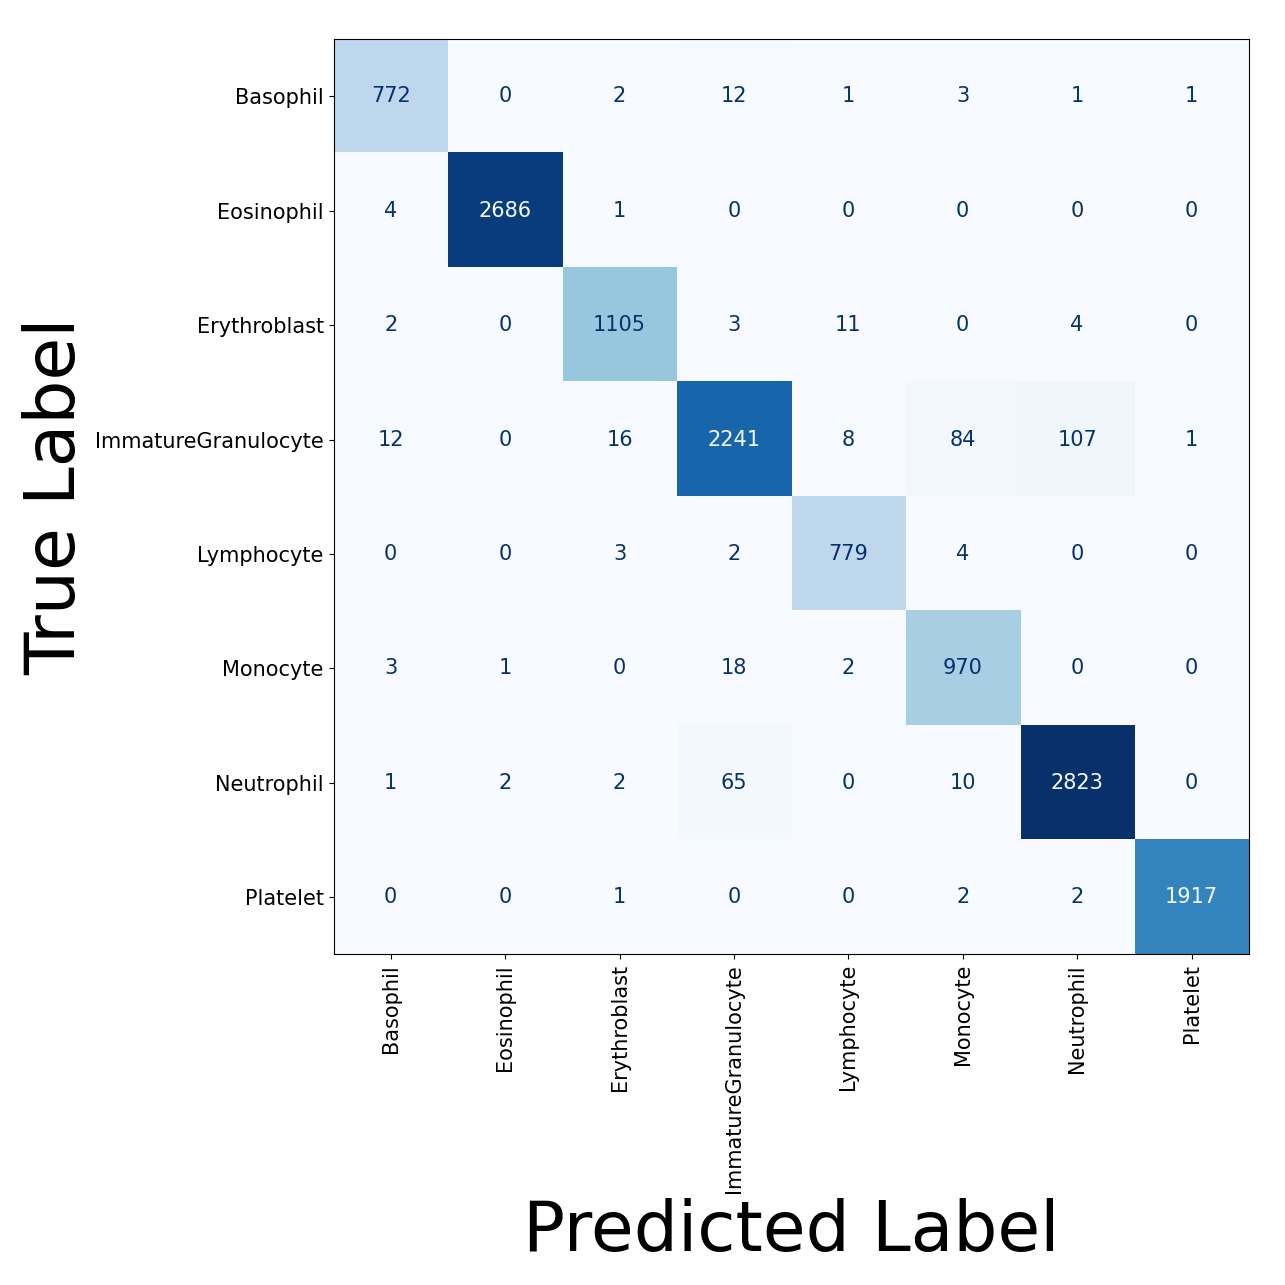 True Label
Basophil 772 0 2 12 1 3 1 1
Eosinophil 4 2686 1 0 0 0 0 0
Erythroblast 2 0 1105 3 11 0 4 0
ImmatureGranulocyte 12 0 16 2241 8 84 107 1
Lymphocyte 0 0 3 2 779 4 0 0
Monocyte 3 1 0 18 2 970 0 0
Neutrophil 1 2 2 65 0 10 2823 0
Platelet 0 0 1 0 0 2 2 1917
Basophil Eosinophil Erythroblast ImmatureGranulocyte Lymphocyte Monocyte Neutrophil Platelet
Predicted Label